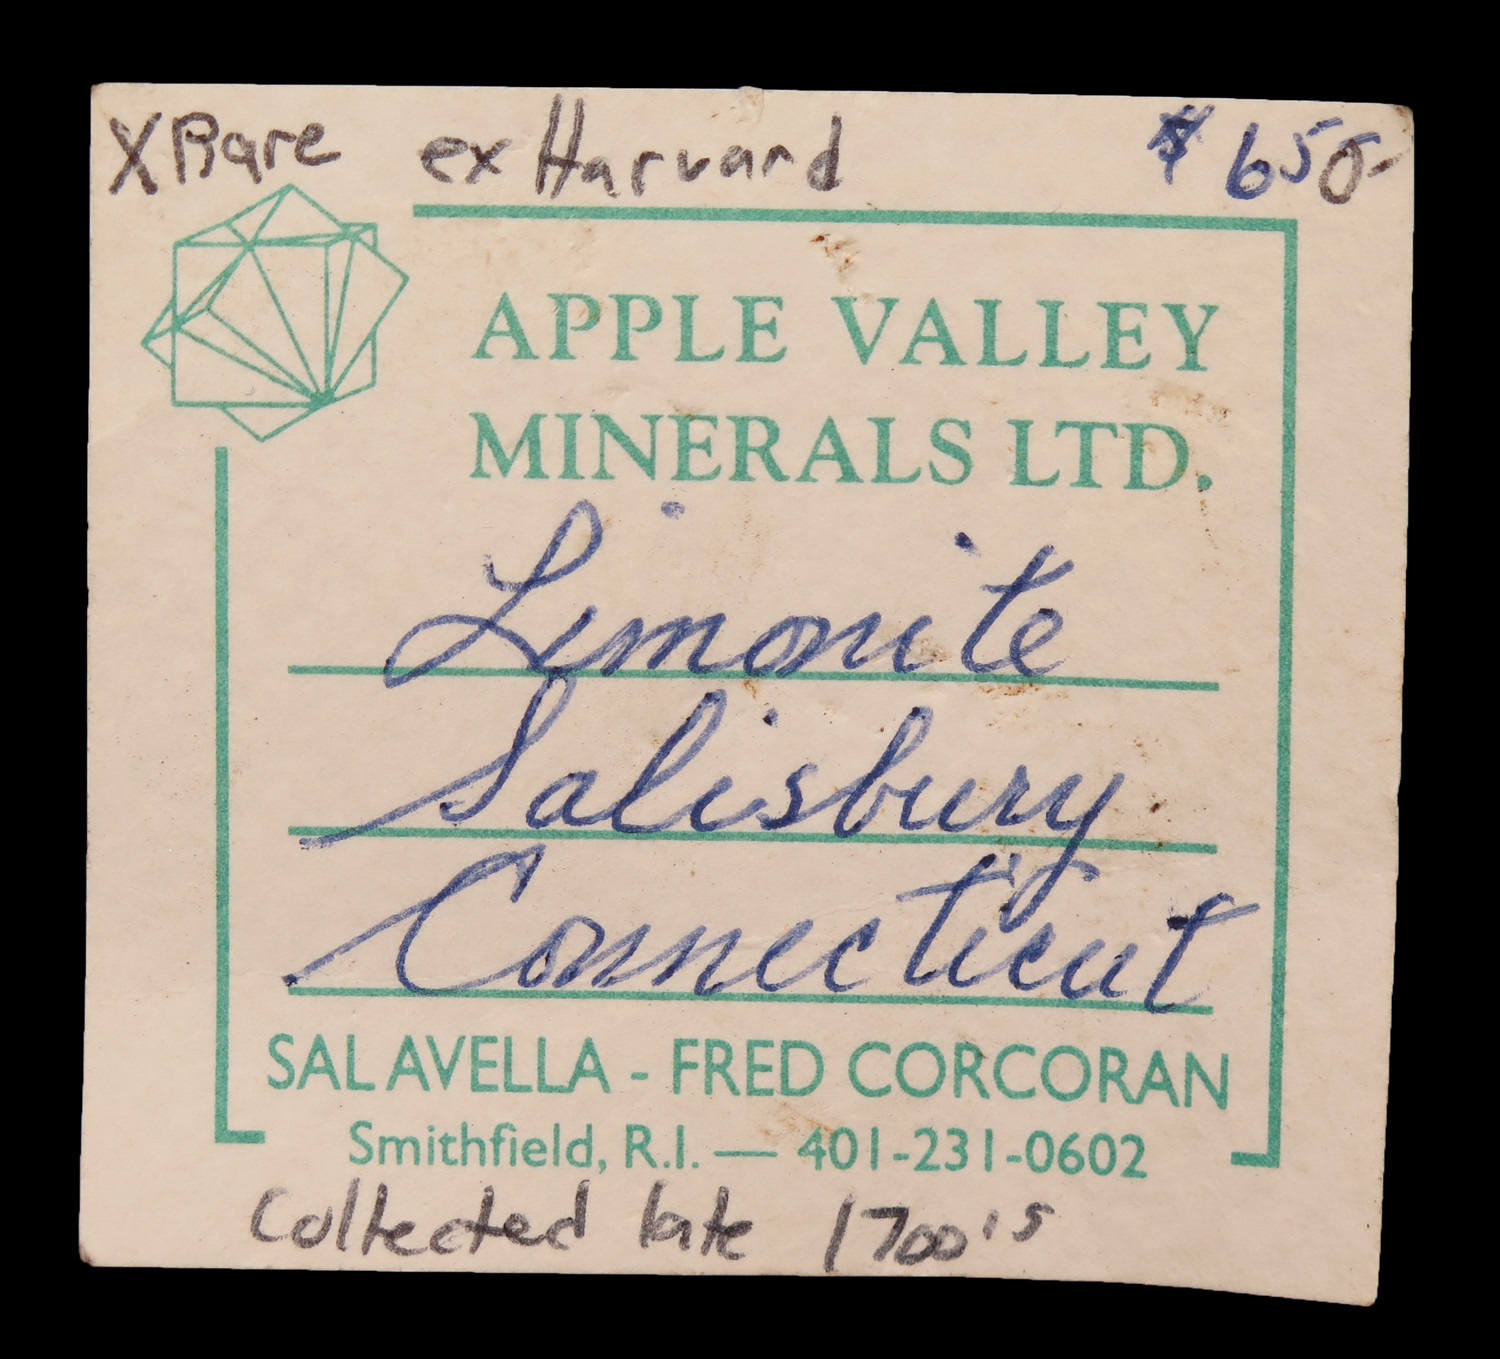 XRare ex Harvard $650-
APPLE VALLEY
MINERALS LTD.
Limonite
Salisbury
Connecticut
SAL AVELLA - FRED CORCORAN
Smithfield, R.I. — 401-231-0602
Collected late 1700's